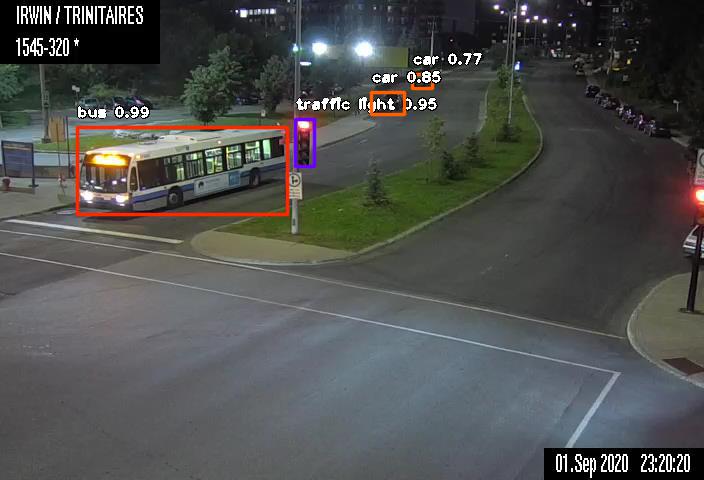 IRWIN / TRINITAIRES
1545-320 *
car 0.77
car 0.85
traffic light 0.95
bus 0.99
01.Sep 2020 23:20:20